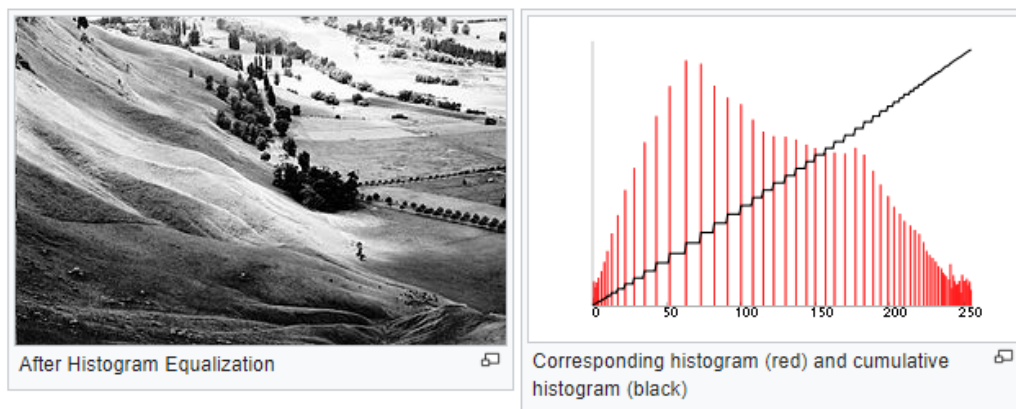 0 50 100 150 200 250
After Histogram Equalization
Corresponding histogram (red) and cumulative
histogram (black)